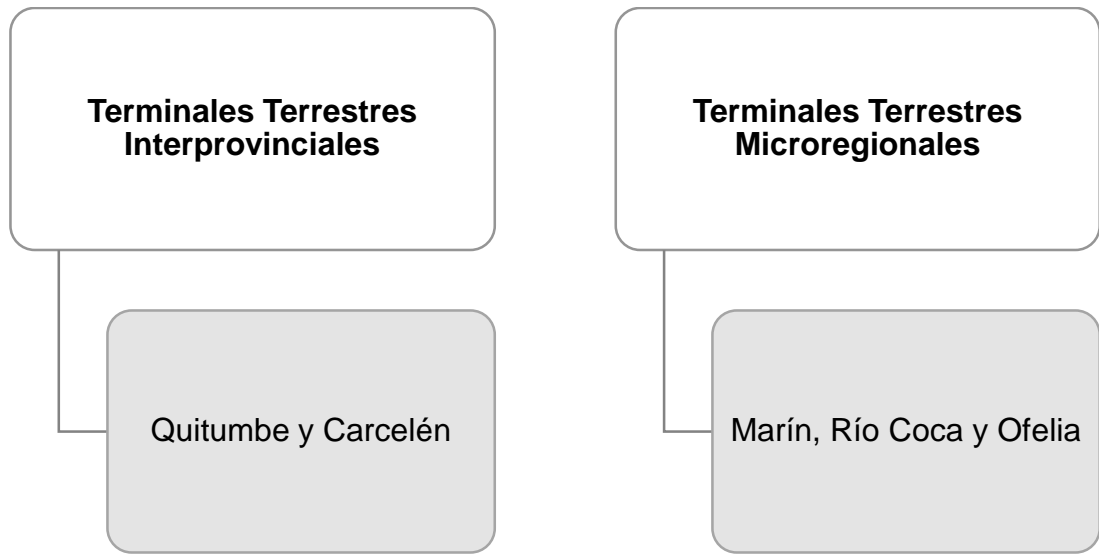 Terminales Terrestres
Interprovinciales
Quitumbe y Carcelén
Terminales Terrestres
Microregionales
Marín, Río Coca y Ofelia